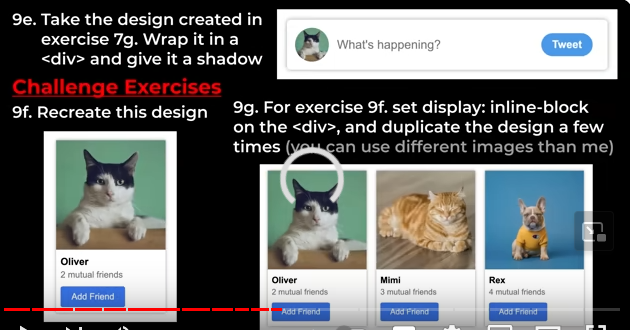 9e. Take the design created in
exercise 7g. Wrap it in a
<div> and give it a shadow
What's happening?
Tweet
Challenge Exercises
9f. Recreate this design
Oliver
2 mutual friends
Add Friend
9g. For exercise 9f. set display: inline-block
on the <div>, and duplicate the design a few
times (you can use different images than me)
Oliver
2 mutual friends
Add Friend
Mimi
3 mutual friends
Add Friend
Rex
4 mutual friends
Add Friend